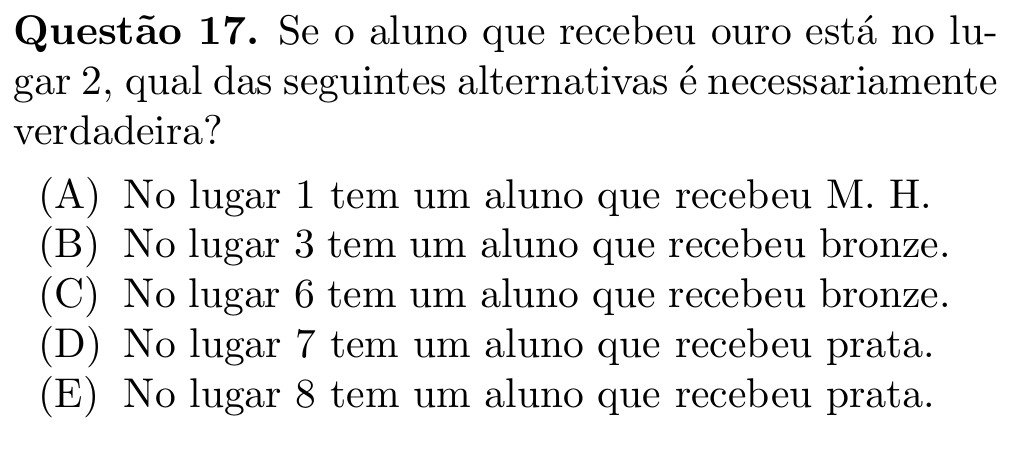 Questão 17. Se o aluno que recebeu ouro está no lu-
gar 2, qual das seguintes alternativas é necessariamente
verdadeira?
(A) No lugar 1 tem um aluno que recebeu M. H.
(B) No lugar 3 tem um aluno que recebeu bronze.
(C) No lugar 6 tem um aluno que recebeu bronze.
(D) No lugar 7 tem um aluno que recebeu prata.
(E) No lugar 8 tem um aluno que recebeu prata.